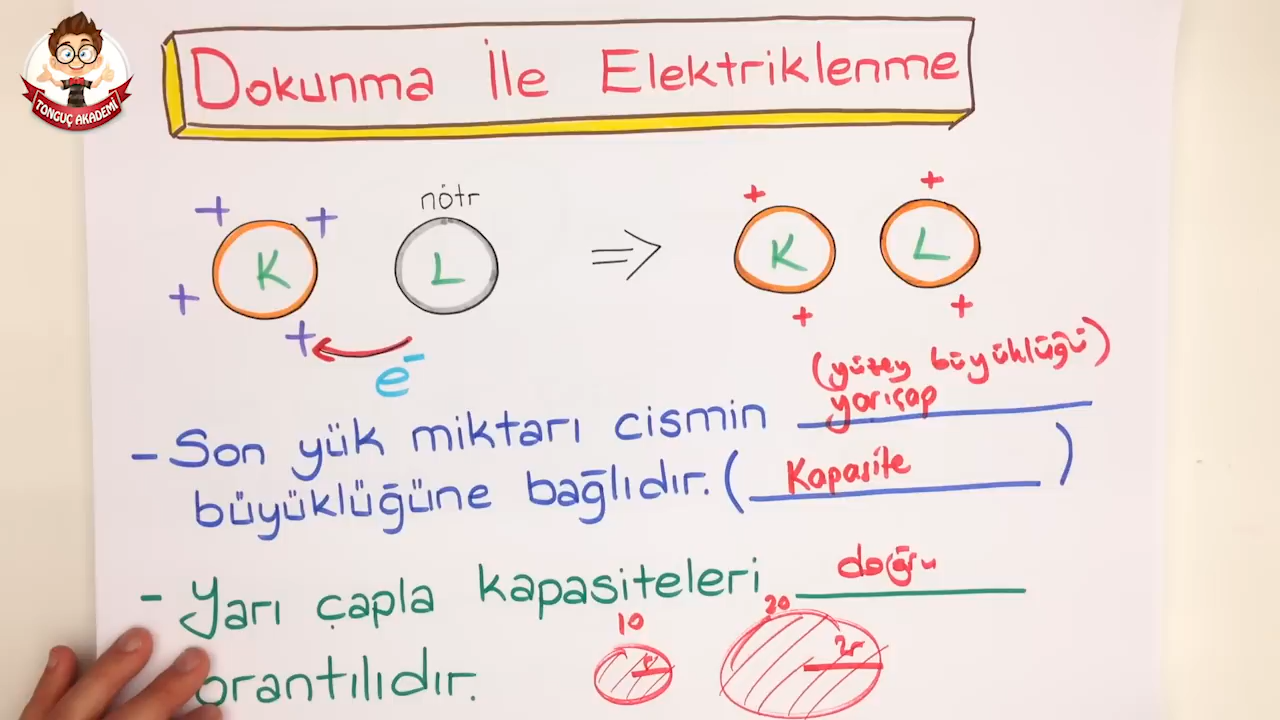 TONGUÇ AKADEMİ
Dokunma İle Elektriklenme
nötr
+ + + +
K L
e⁻
⇒
+ + + +
K L
(yüzey büyüklüğü)
- Son yük miktarı cismin yarıçap
büyüklüğüne bağlıdır. (Kapasite)
- Yarı çapla kapasiteleri doğru
orantılıdır.
10 20
r 2r